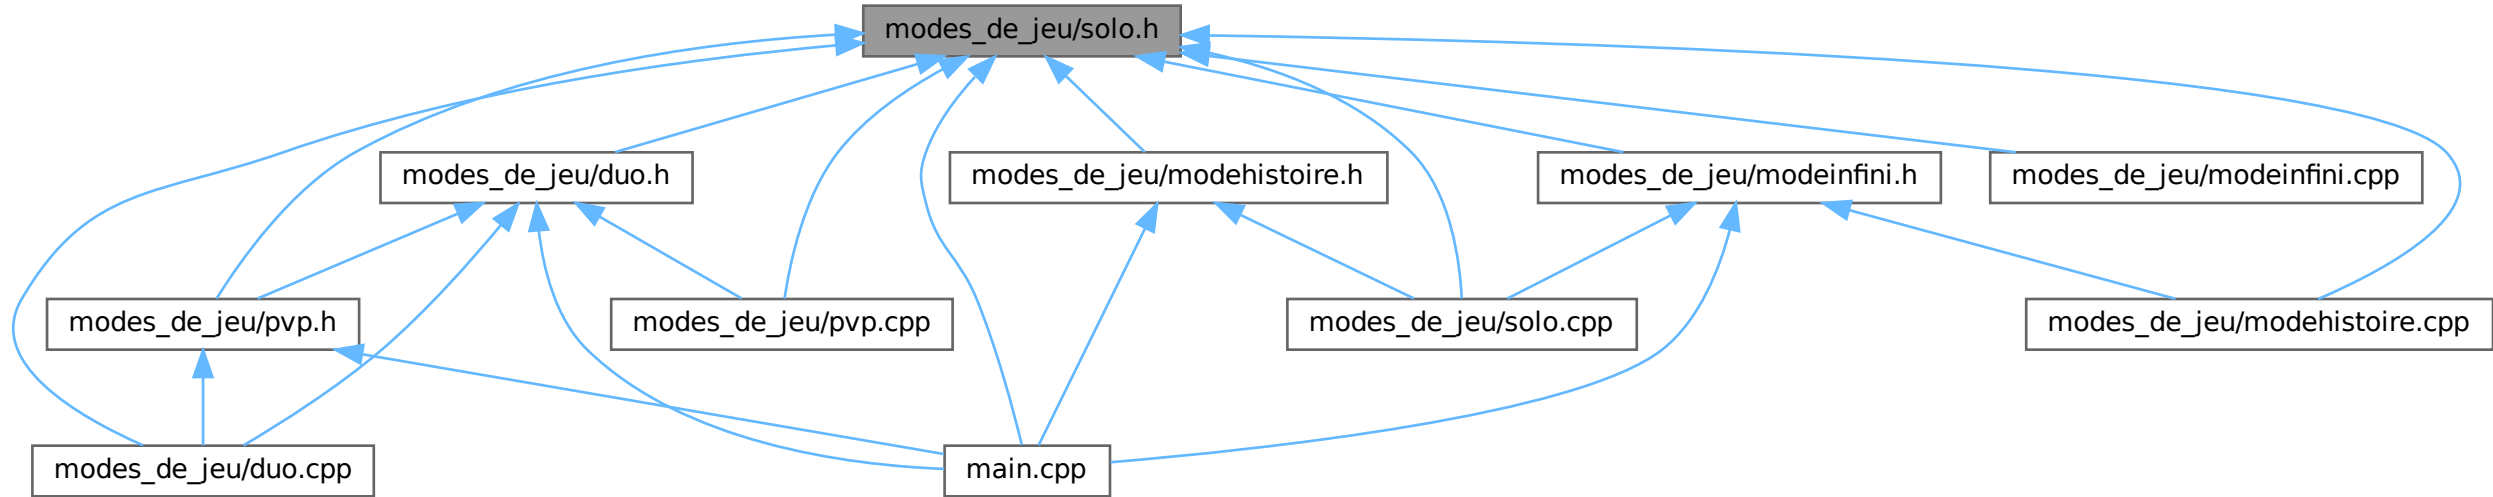 modes_de_jeu/solo.h
modes_de_jeu/duo.h
modes_de_jeu/modehistoire.h
modes_de_jeu/modeinfini.h
modes_de_jeu/modeinfini.cpp
modes_de_jeu/pvp.h
modes_de_jeu/pvp.cpp
modes_de_jeu/solo.cpp
modes_de_jeu/modehistoire.cpp
modes_de_jeu/duo.cpp
main.cpp